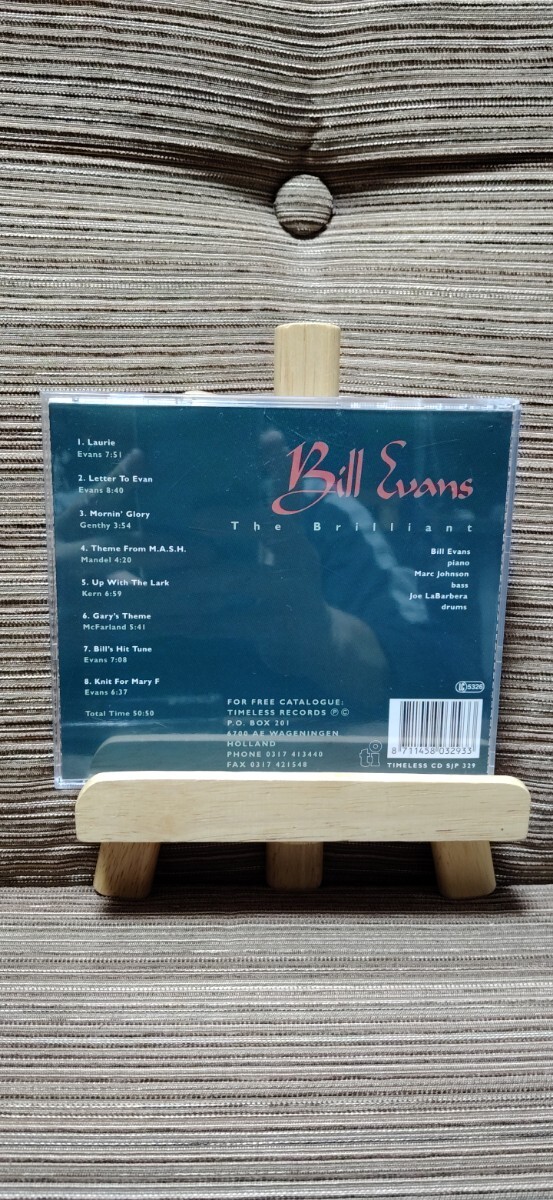 1. Laurie
Evans 7:51
2. Letter To Evan
Evans 8:40
3. Mornin' Glory
Genthy 3:54
4. Theme From M.A.S.H.
Mandel 4:20
5. Up With The Lark
Kern 6:59
6. Gary's Theme
McFarland 5:41
7. Bill's Hit Tune
Evans 7:08
8. Knit For Mary F
Evans 6:37
Total Time 50:50
Bill Evans
The Brilliant
Bill Evans
piano
Marc Johnson
bass
Joe LaBarbera
drums
FOR FREE CATALOGUE:
TIMELESS RECORDS ℗ ©
P.O. BOX 201
6700 AE WAGENINGEN
HOLLAND
PHONE 0317 413440
FAX 0317 421548
5326
8 711458 032933
TIMELESS CD SJP 329